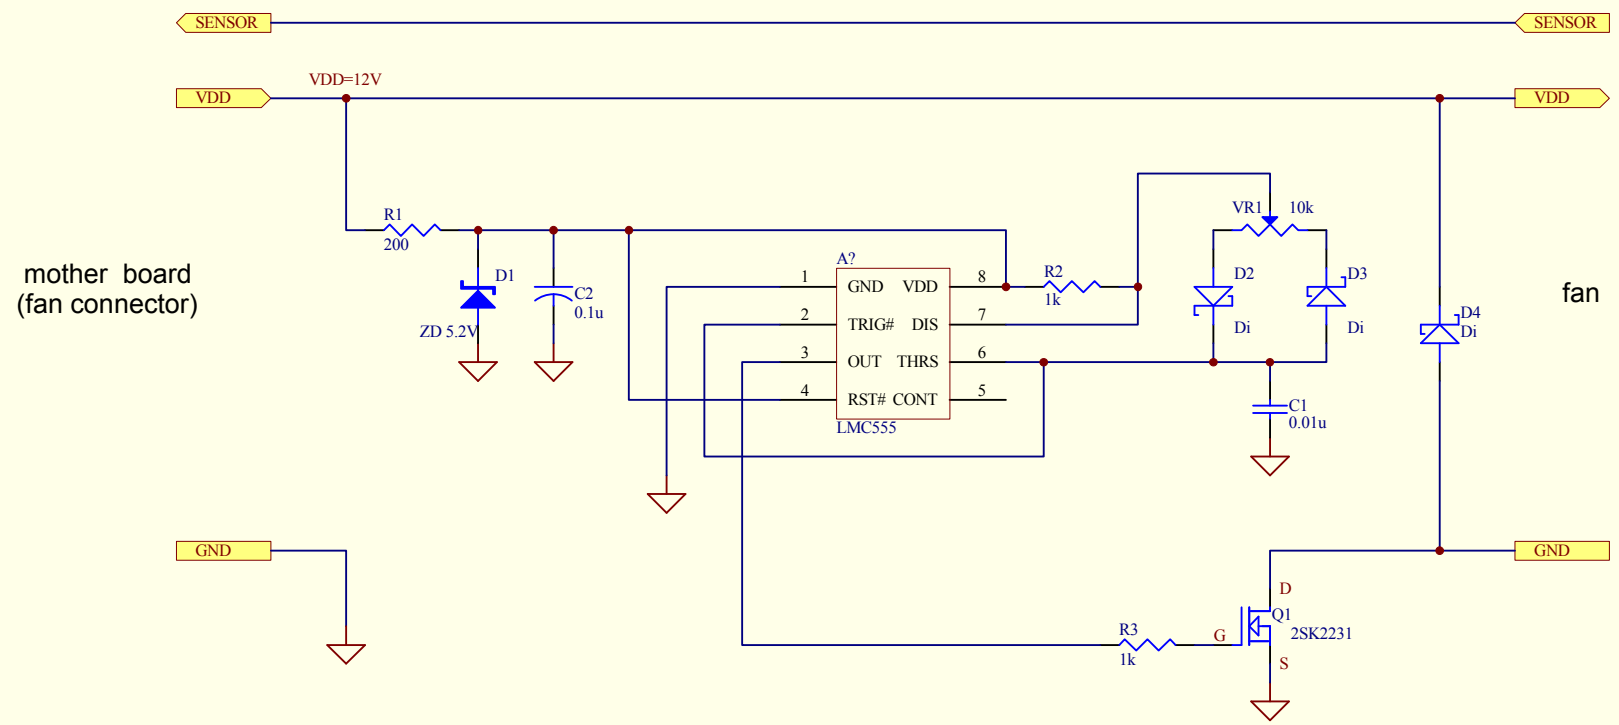 SENSOR SENSOR
VDD=12V
VDD VDD
VR1 10k
R1
200
mother board
(fan connector)
D1
ZD 5.2V
C2
0.1u
A?
1 GND VDD 8
2 TRIG# DIS 7
3 OUT THRS 6
4 RST# CONT 5
LMC555
R2
1k
D2
Di
D3
Di
D4
Di
fan
C1
0.01u
GND GND
D
Q1
2SK2231
G
S
R3
1k